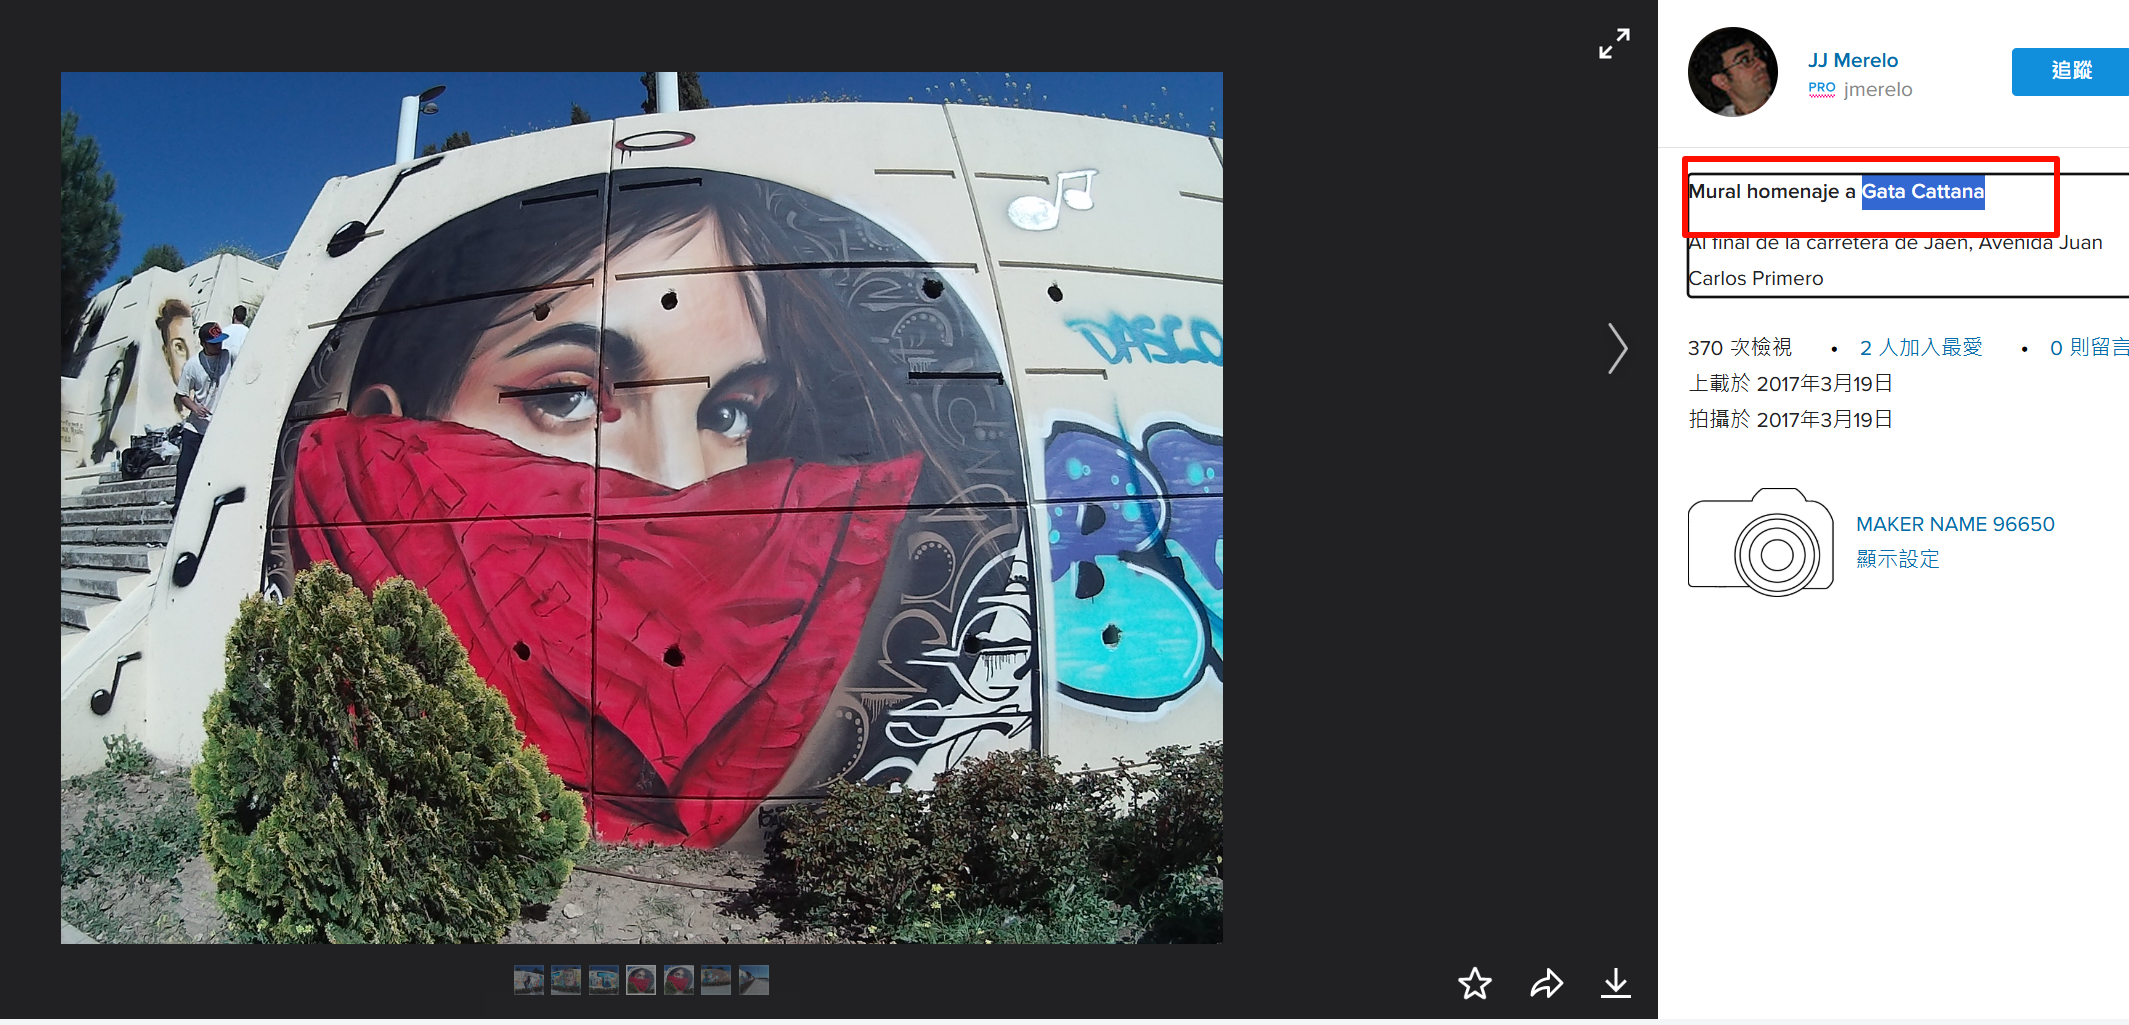 JJ Merelo
PRO jmerelo
追蹤
Mural homenaje a Gata Cattana
Al final de la carretera de Jaén, Avenida Juan
Carlos Primero
370 次檢視 • 2 人加入最愛 • 0 則留言
上載於 2017年3月19日
拍攝於 2017年3月19日
MAKER NAME 96650
顯示設定
DASCO